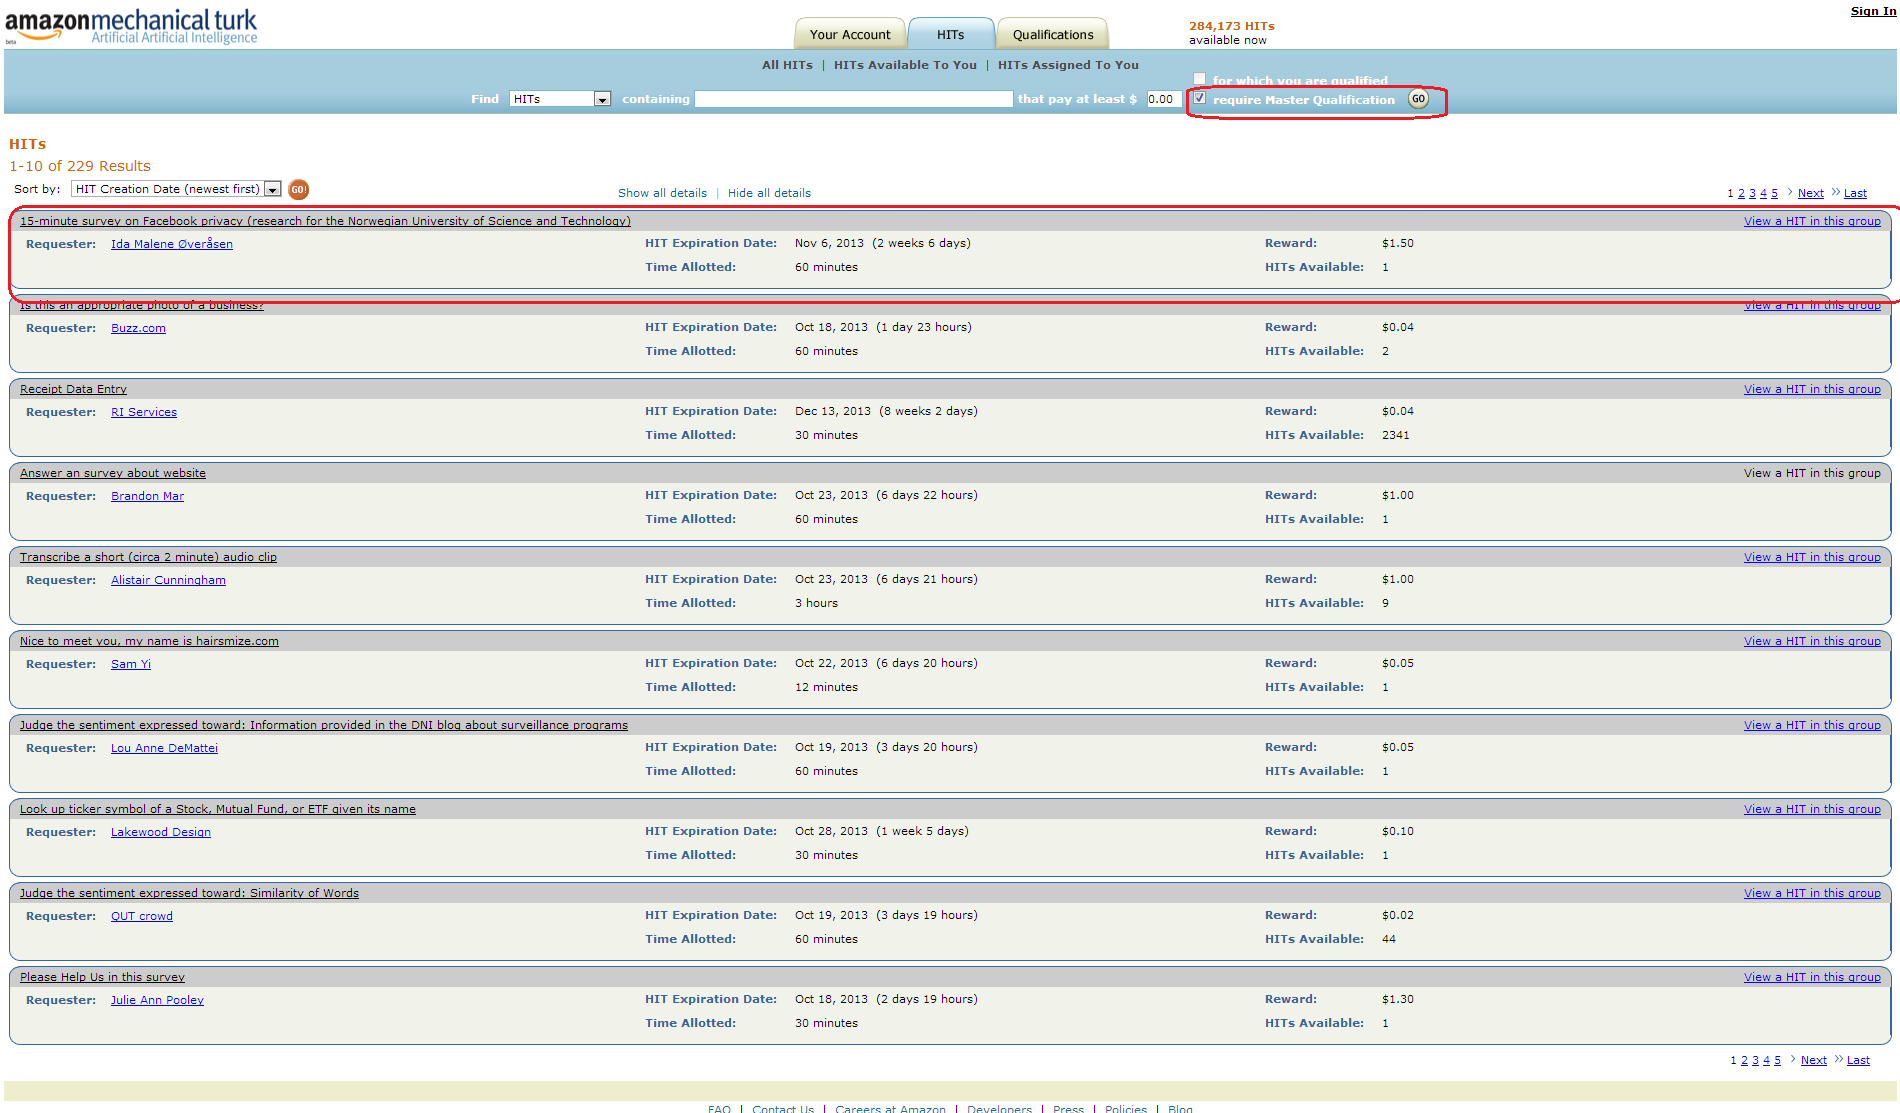 Sign In
amazonmechanical turk
beta
Artificial Artificial Intelligence
Your Account
HITs
Qualifications
284,173 HITs
available now
All HITs | HITs Available To You | HITs Assigned To You
for which you are qualified
Find HITs containing that pay at least $ 0.00 require Master Qualification GO
HITs
1-10 of 229 Results
Sort by: HIT Creation Date (newest first) GO!
Show all details | Hide all details
1 2 3 4 5 › Next » Last
15-minute survey on Facebook privacy (research for the Norwegian University of Science and Technology) View a HIT in this group
Requester: Ida Malene Øveråsen HIT Expiration Date: Nov 6, 2013 (2 weeks 6 days) Reward: $1.50
Time Allotted: 60 minutes HITs Available: 1
Is this an appropriate photo of a business? View a HIT in this group
Requester: Buzz.com HIT Expiration Date: Oct 18, 2013 (1 day 23 hours) Reward: $0.04
Time Allotted: 60 minutes HITs Available: 2
Receipt Data Entry View a HIT in this group
Requester: RI Services HIT Expiration Date: Dec 13, 2013 (8 weeks 2 days) Reward: $0.04
Time Allotted: 30 minutes HITs Available: 2341
Answer an survey about website View a HIT in this group
Requester: Brandon Mar HIT Expiration Date: Oct 23, 2013 (6 days 22 hours) Reward: $1.00
Time Allotted: 60 minutes HITs Available: 1
Transcribe a short (circa 2 minute) audio clip View a HIT in this group
Requester: Alistair Cunningham HIT Expiration Date: Oct 23, 2013 (6 days 21 hours) Reward: $1.00
Time Allotted: 3 hours HITs Available: 9
Nice to meet you, my name is hairsmize.com View a HIT in this group
Requester: Sam Yi HIT Expiration Date: Oct 22, 2013 (6 days 20 hours) Reward: $0.05
Time Allotted: 12 minutes HITs Available: 1
Judge the sentiment expressed toward: Information provided in the DNI blog about surveillance programs View a HIT in this group
Requester: Lou Anne DeMattei HIT Expiration Date: Oct 19, 2013 (3 days 20 hours) Reward: $0.05
Time Allotted: 60 minutes HITs Available: 1
Look up ticker symbol of a Stock, Mutual Fund, or ETF given its name View a HIT in this group
Requester: Lakewood Design HIT Expiration Date: Oct 28, 2013 (1 week 5 days) Reward: $0.10
Time Allotted: 30 minutes HITs Available: 1
Judge the sentiment expressed toward: Similarity of Words View a HIT in this group
Requester: QUT crowd HIT Expiration Date: Oct 19, 2013 (3 days 19 hours) Reward: $0.02
Time Allotted: 60 minutes HITs Available: 44
Please Help Us in this survey View a HIT in this group
Requester: Julie Ann Pooley HIT Expiration Date: Oct 18, 2013 (2 days 19 hours) Reward: $1.30
Time Allotted: 30 minutes HITs Available: 1
1 2 3 4 5 › Next » Last
FAQ | Contact Us | Careers at Amazon | Developers | Press | Policies | Blog